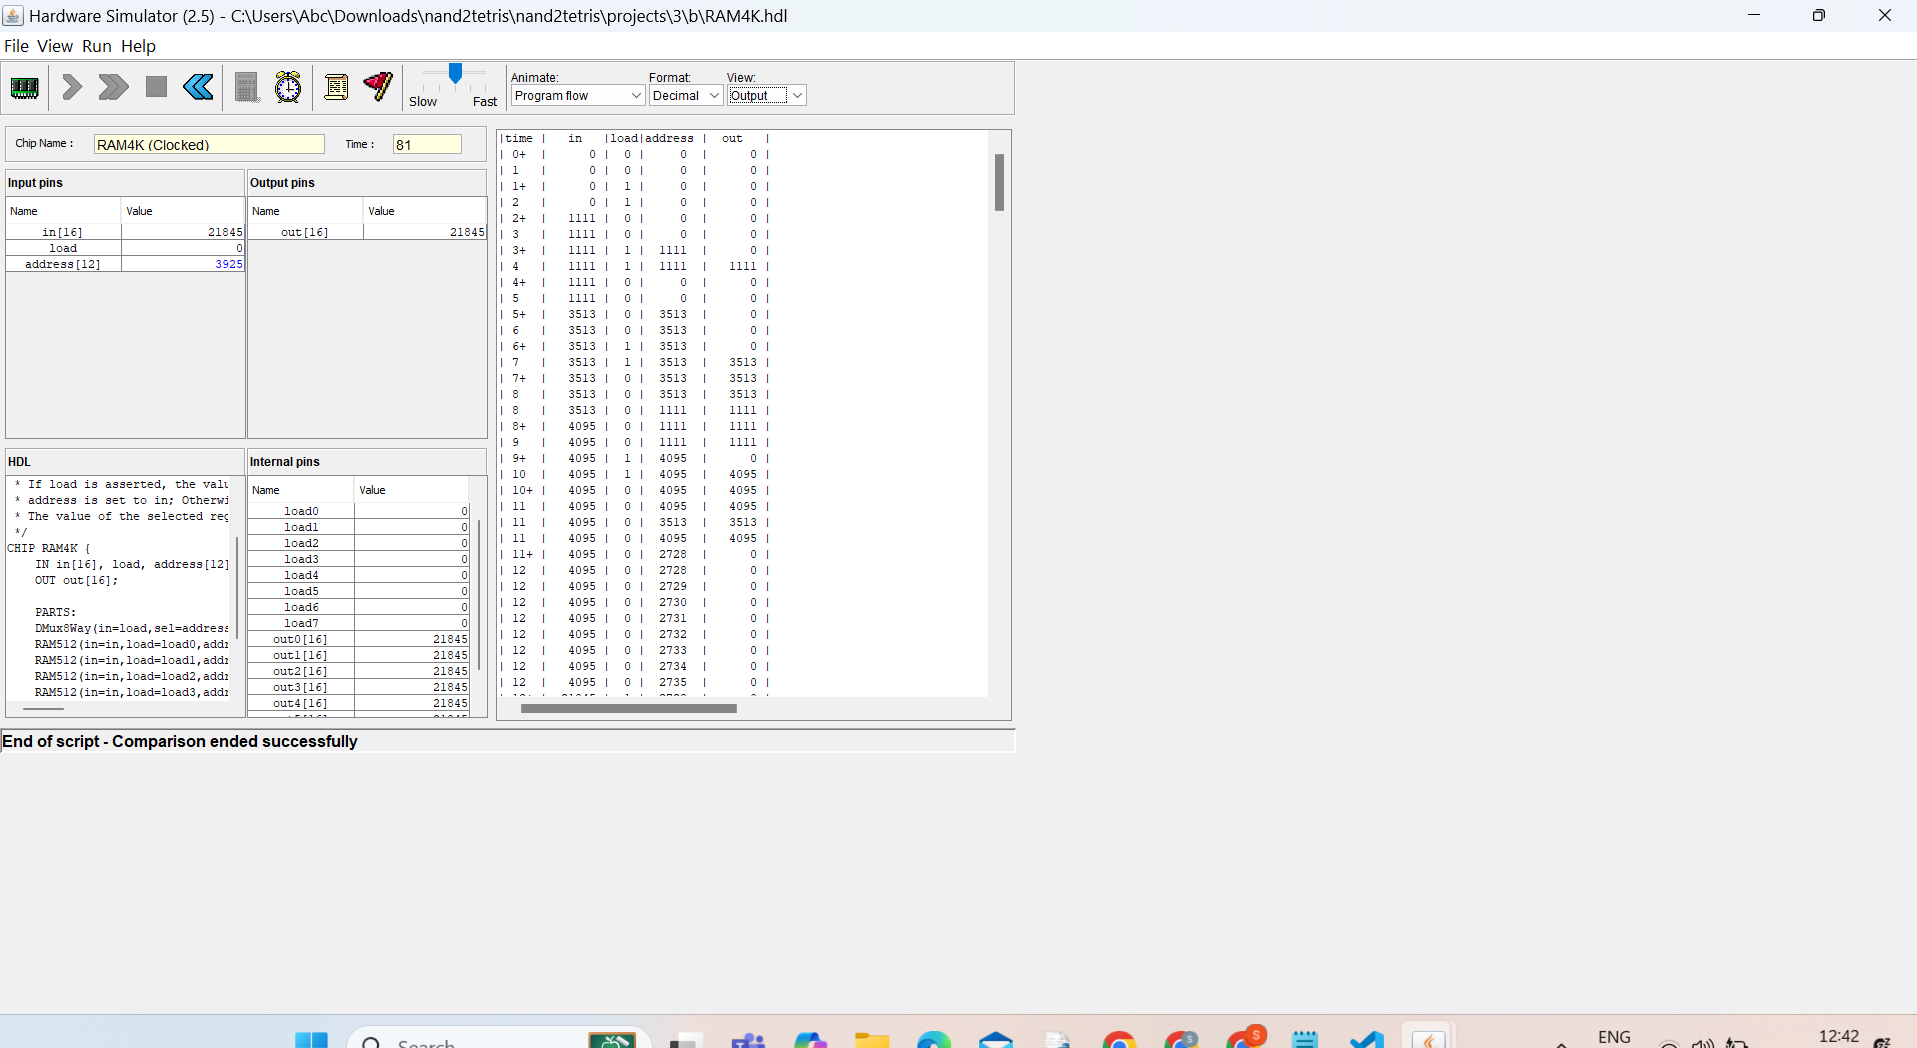 Hardware Simulator (2.5) - C:\Users\Abc\Downloads\nand2tetris\nand2tetris\projects\3\b\RAM4K.hdl
File View Run Help
Slow Fast
Animate: Format: View:
Program flow Decimal Output
Chip Name : RAM4K (Clocked) Time : 81
Input pins
Name Value
in[16] 21845
load 0
address[12] 3925
Output pins
Name Value
out[16] 21845
HDL
* If load is asserted, the valu
* address is set to in; Otherwi
* The value of the selected reg
*/
CHIP RAM4K {
IN in[16], load, address[12]
OUT out[16];
PARTS:
DMux8Way(in=load,sel=address
RAM512(in=in,load=load0,addr
RAM512(in=in,load=load1,addr
RAM512(in=in,load=load2,addr
RAM512(in=in,load=load3,addr
Internal pins
Name Value
load0 0
load1 0
load2 0
load3 0
load4 0
load5 0
load6 0
load7 0
out0[16] 21845
out1[16] 21845
out2[16] 21845
out3[16] 21845
out4[16] 21845
|time | in |load|address | out |
| 0+ | 0 | 0 | 0 | 0 |
| 1 | 0 | 0 | 0 | 0 |
| 1+ | 0 | 1 | 0 | 0 |
| 2 | 0 | 1 | 0 | 0 |
| 2+ | 1111 | 0 | 0 | 0 |
| 3 | 1111 | 0 | 0 | 0 |
| 3+ | 1111 | 1 | 1111 | 0 |
| 4 | 1111 | 1 | 1111 | 1111 |
| 4+ | 1111 | 0 | 0 | 0 |
| 5 | 1111 | 0 | 0 | 0 |
| 5+ | 3513 | 0 | 3513 | 0 |
| 6 | 3513 | 0 | 3513 | 0 |
| 6+ | 3513 | 1 | 3513 | 0 |
| 7 | 3513 | 1 | 3513 | 3513 |
| 7+ | 3513 | 0 | 3513 | 3513 |
| 8 | 3513 | 0 | 3513 | 3513 |
| 8 | 3513 | 0 | 1111 | 1111 |
| 8+ | 4095 | 0 | 1111 | 1111 |
| 9 | 4095 | 0 | 1111 | 1111 |
| 9+ | 4095 | 1 | 4095 | 0 |
| 10 | 4095 | 1 | 4095 | 4095 |
| 10+ | 4095 | 0 | 4095 | 4095 |
| 11 | 4095 | 0 | 4095 | 4095 |
| 11 | 4095 | 0 | 3513 | 3513 |
| 11 | 4095 | 0 | 4095 | 4095 |
| 11+ | 4095 | 0 | 2728 | 0 |
| 12 | 4095 | 0 | 2728 | 0 |
| 12 | 4095 | 0 | 2729 | 0 |
| 12 | 4095 | 0 | 2730 | 0 |
| 12 | 4095 | 0 | 2731 | 0 |
| 12 | 4095 | 0 | 2732 | 0 |
| 12 | 4095 | 0 | 2733 | 0 |
| 12 | 4095 | 0 | 2734 | 0 |
| 12 | 4095 | 0 | 2735 | 0 |
End of script - Comparison ended successfully
Search
S
S
ENG
12:42